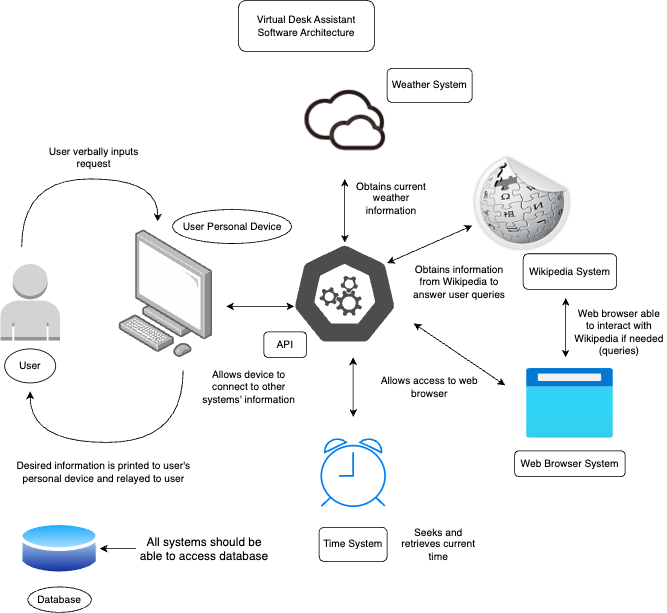 Virtual Desk Assistant
Software Architecture
Weather System
User verbally inputs
request
Obtains current
weather
information
User Personal Device
Obtains information
from Wikipedia to
answer user queries
Wikipedia System
Web browser able
to interact with
Wikipedia if needed
(queries)
API
User
Allows device to
connect to other
systems' information
Allows access to web
browser
Web Browser System
Desired information is printed to user's
personal device and relayed to user
All systems should be
able to access database
Time System
Seeks and
retrieves current
time
Database